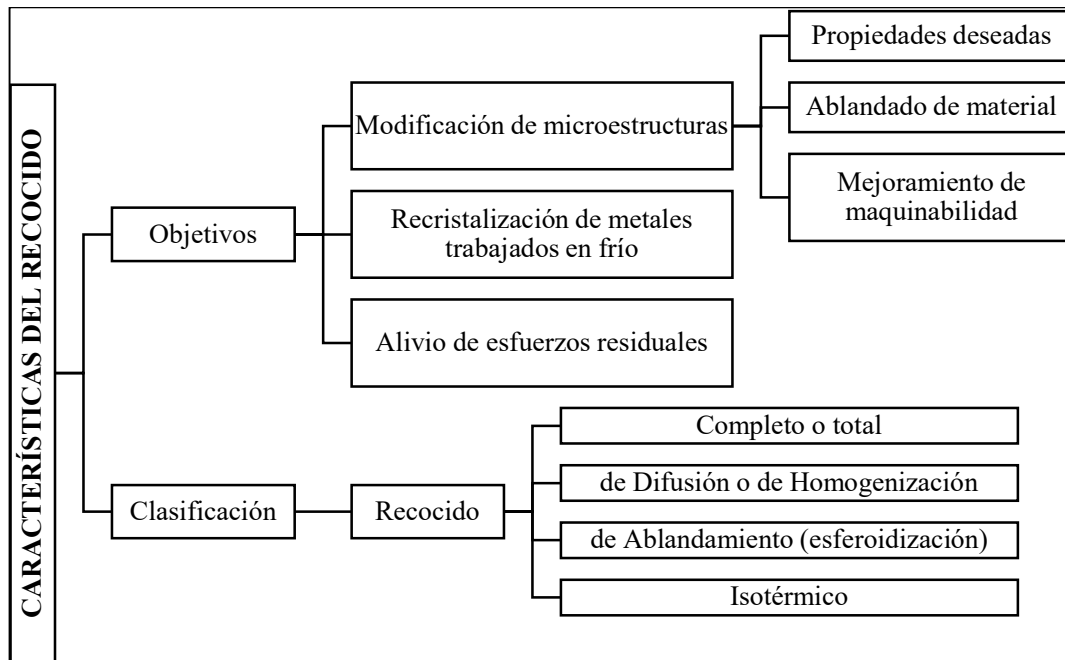 CARACTERÍSTICAS DEL RECOCIDO
Objetivos
Modificación de microestructuras
Propiedades deseadas
Ablandado de material
Mejoramiento de
maquinabilidad
Recristalización de metales
trabajados en frío
Alivio de esfuerzos residuales
Clasificación
Recocido
Completo o total
de Difusión o de Homogenización
de Ablandamiento (esferoidización)
Isotérmico